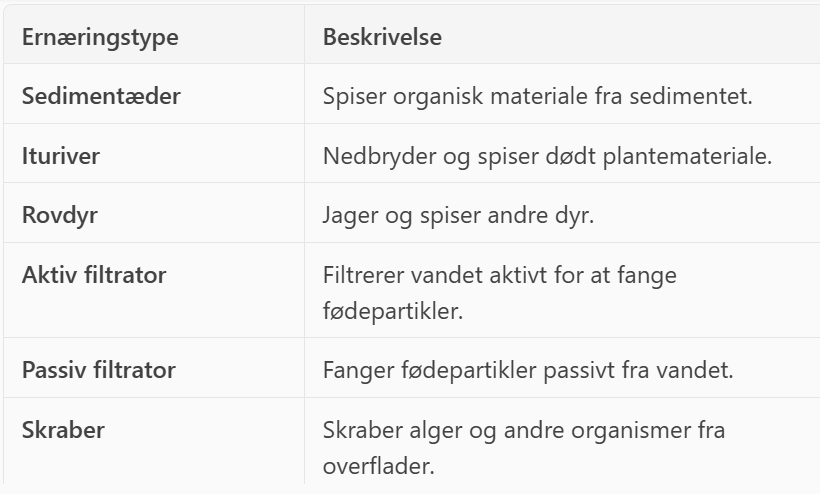 Ernæringstype Beskrivelse
Sedimentæder Spiser organisk materiale fra sedimentet.
Ituriver Nedbryder og spiser dødt plantemateriale.
Rovdyr Jager og spiser andre dyr.
Aktiv filtrator Filtrerer vandet aktivt for at fange
fødepartikler.
Passiv filtrator Fanger fødepartikler passivt fra vandet.
Skraber Skraber alger og andre organismer fra
overflader.